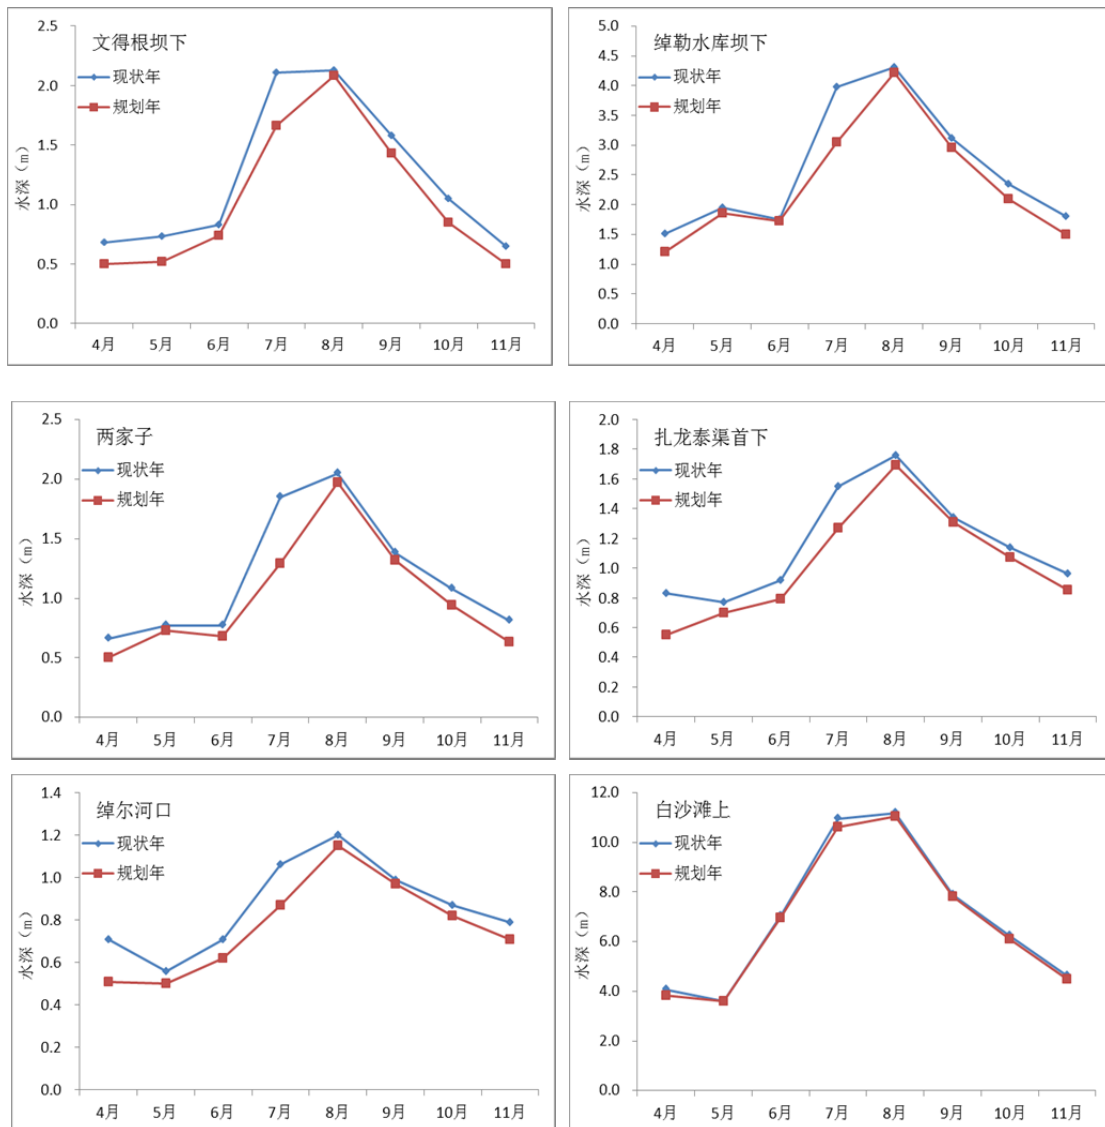 文得根坝下
现状年
规划年
水深（m）
2.5
2.0
1.5
1.0
0.5
0.0
4月 5月 6月 7月 8月 9月 10月 11月
绰勒水库坝下
现状年
规划年
水深（m）
5.0
4.5
4.0
3.5
3.0
2.5
2.0
1.5
1.0
0.5
0.0
4月 5月 6月 7月 8月 9月 10月 11月
两家子
现状年
规划年
水深（m）
2.5
2.0
1.5
1.0
0.5
0.0
4月 5月 6月 7月 8月 9月 10月 11月
扎龙泰渠首下
现状年
规划年
水深（m）
2.0
1.8
1.6
1.4
1.2
1.0
0.8
0.6
0.4
0.2
0.0
4月 5月 6月 7月 8月 9月 10月 11月
绰尔河口
现状年
规划年
水深（m）
1.4
1.2
1.0
0.8
0.6
0.4
0.2
0.0
4月 5月 6月 7月 8月 9月 10月 11月
白沙滩上
现状年
规划年
水深（m）
12.0
10.0
8.0
6.0
4.0
2.0
0.0
4月 5月 6月 7月 8月 9月 10月 11月